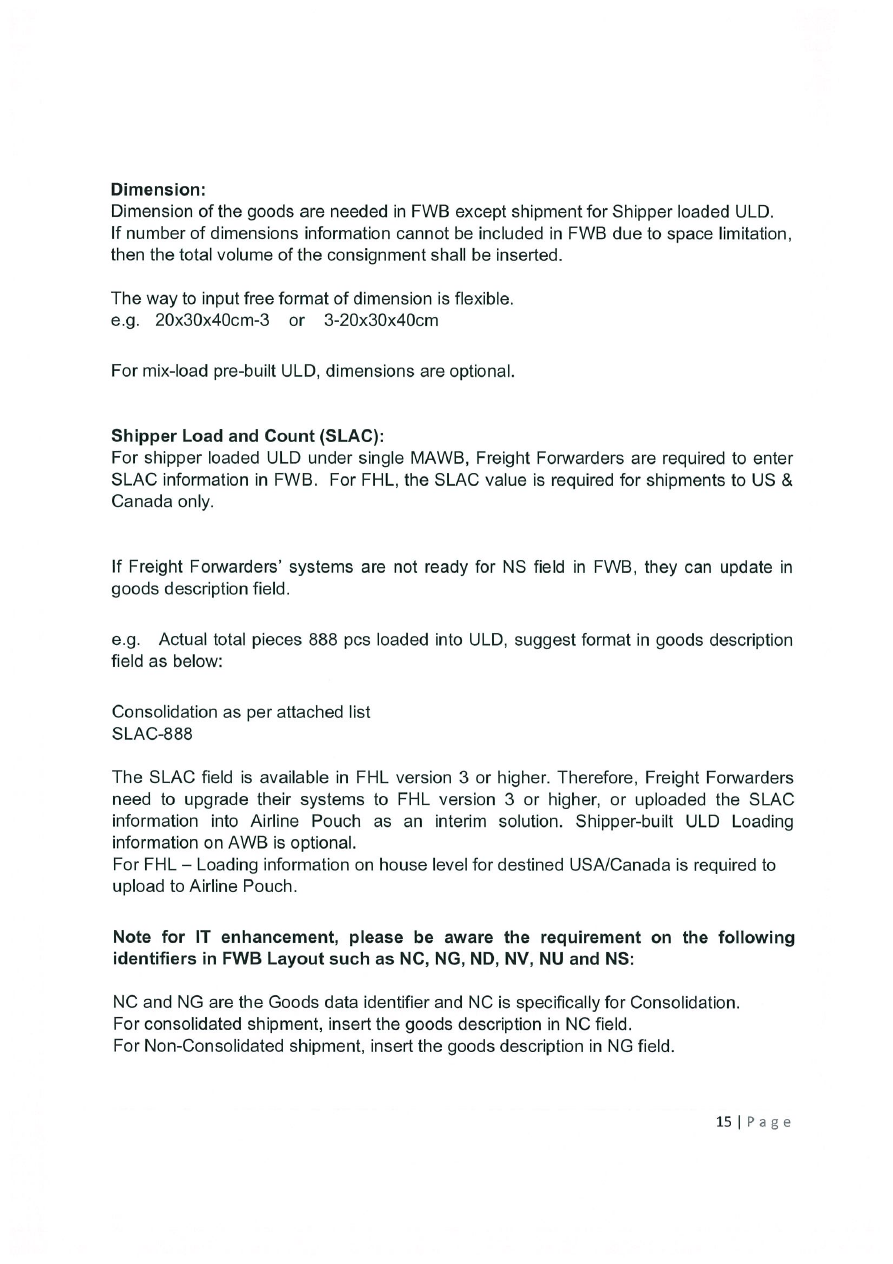 Dimension:
Dimension of the goods are needed in FWB except shipment for Shipper loaded ULD.
If number of dimensions information cannot be included in FWB due to space limitation,
then the total volume of the consignment shall be inserted.
The way to input free format of dimension is flexible.
e.g. 20x30x40cm-3 or 3-20x30x40cm
For mix-load pre-built ULD, dimensions are optional.
Shipper Load and Count (SLAC):
For shipper loaded ULD under single MAWB, Freight Forwarders are required to enter
SLAC information in FWB. For FHL, the SLAC value is required for shipments to US &
Canada only.
If Freight Forwarders' systems are not ready for NS field in FWB, they can update in
goods description field.
e.g. Actual total pieces 888 pcs loaded into ULD, suggest format in goods description
field as below:
Consolidation as per attached list
SLAC-888
The SLAC field is available in FHL version 3 or higher. Therefore, Freight Forwarders
need to upgrade their systems to FHL version 3 or higher, or uploaded the SLAC
information into Airline Pouch as an interim solution. Shipper-built ULD Loading
information on AWB is optional.
For FHL – Loading information on house level for destined USA/Canada is required to
upload to Airline Pouch.
Note for IT enhancement, please be aware the requirement on the following
identifiers in FWB Layout such as NC, NG, ND, NV, NU and NS:
NC and NG are the Goods data identifier and NC is specifically for Consolidation.
For consolidated shipment, insert the goods description in NC field.
For Non-Consolidated shipment, insert the goods description in NG field.
15 | Page